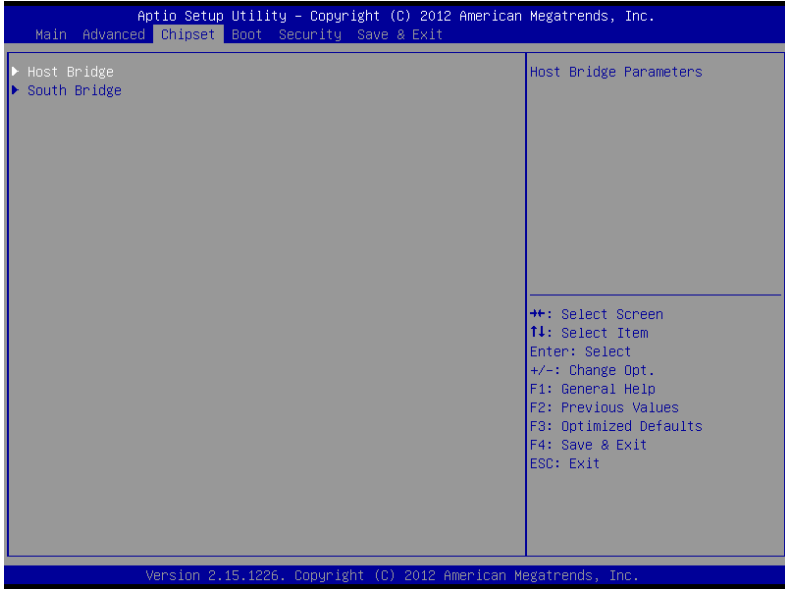 Aptio Setup Utility – Copyright (C) 2012 American Megatrends, Inc.
Main Advanced Chipset Boot Security Save & Exit
▶ Host Bridge
▶ South Bridge
Host Bridge Parameters
→←: Select Screen
↑↓: Select Item
Enter: Select
+/-: Change Opt.
F1: General Help
F2: Previous Values
F3: Optimized Defaults
F4: Save & Exit
ESC: Exit
Version 2.15.1226. Copyright (C) 2012 American Megatrends, Inc.